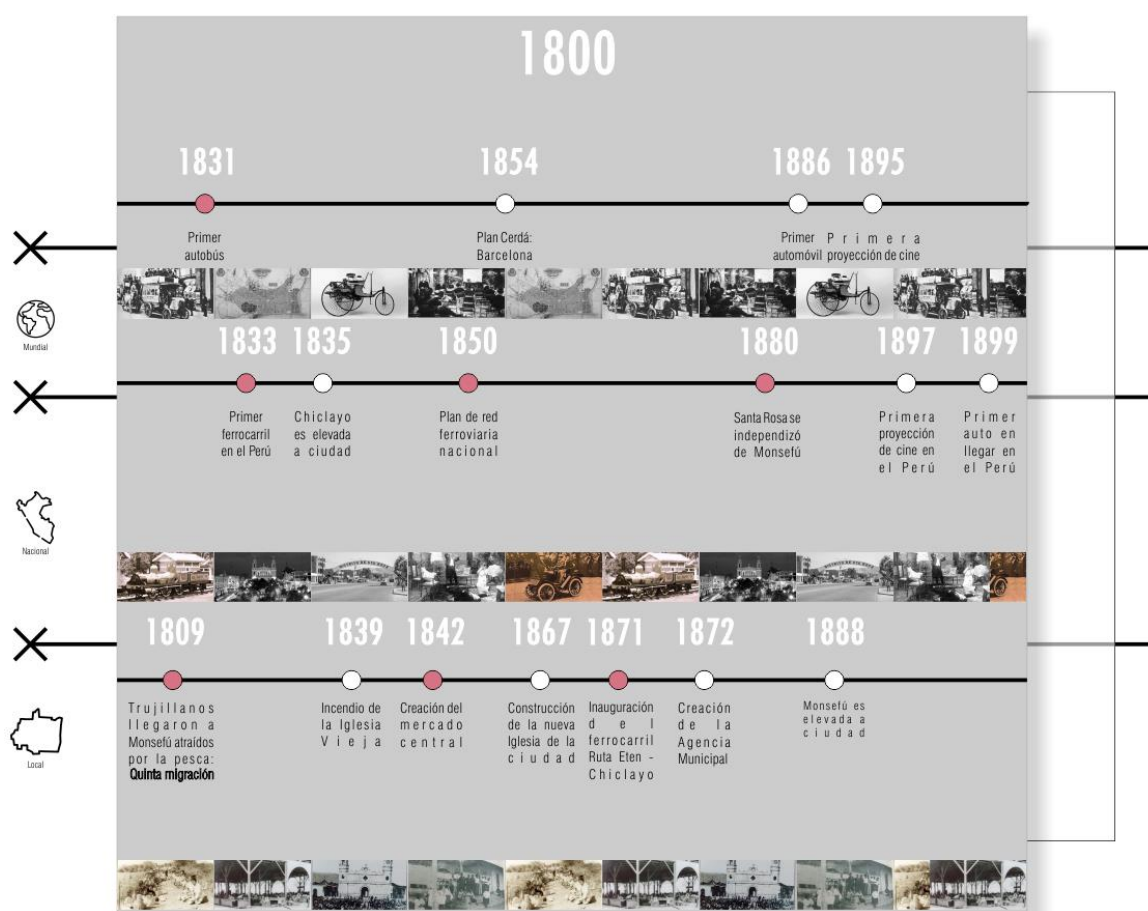 1800
1831
1854
1886
1895
Primer
autobús
Plan Cerdá:
Barcelona
Primer
automóvil
Primera
proyección de cine
Mundial
1833
1835
1850
1880
1897
1899
Primer
ferrocarril
en el Perú
Chiclayo
es elevada
a ciudad
Plan de red
ferroviaria
nacional
Santa Rosa se
independizó
de Monsefú
Primera
proyección
de cine en
el Perú
Primer
auto en
llegar en
el Perú
Nacional
1809
1839
1842
1867
1871
1872
1888
Trujillanos
llegaron a
Monsefú atraídos
por la pesca:
Quinta migración
Incendio de
la Iglesia
Vieja
Creación del
mercado
central
Construcción
de la nueva
Iglesia de la
ciudad
Inauguración
del
ferrocarril
Ruta Eten -
Chiclayo
Creación
de la
Agencia
Municipal
Monsefú es
elevada a
ciudad
Local